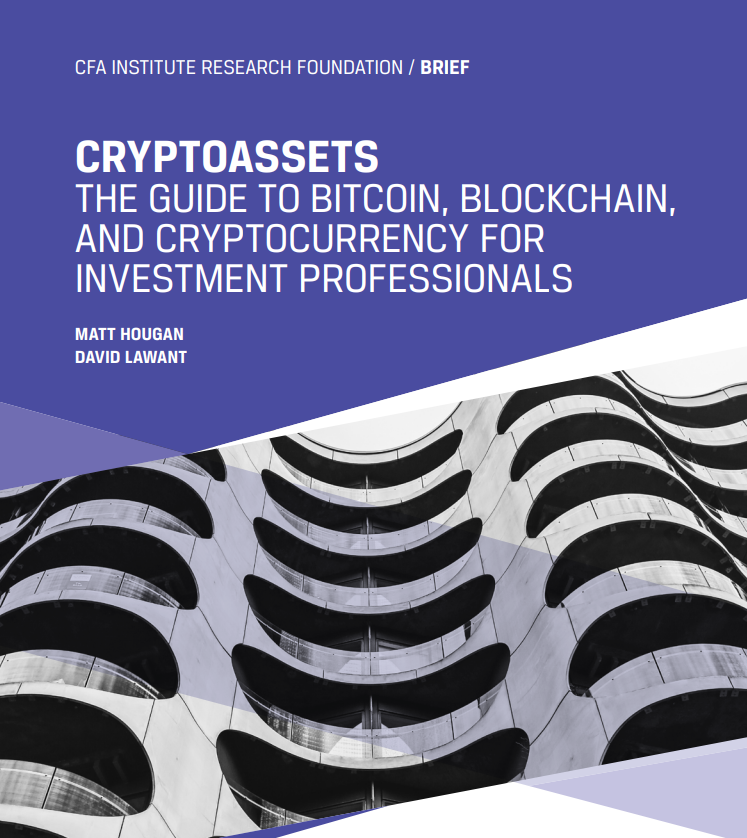 CFA INSTITUTE RESEARCH FOUNDATION / BRIEF
CRYPTOASSETS
THE GUIDE TO BITCOIN, BLOCKCHAIN,
AND CRYPTOCURRENCY FOR
INVESTMENT PROFESSIONALS
MATT HOUGAN
DAVID LAWANT